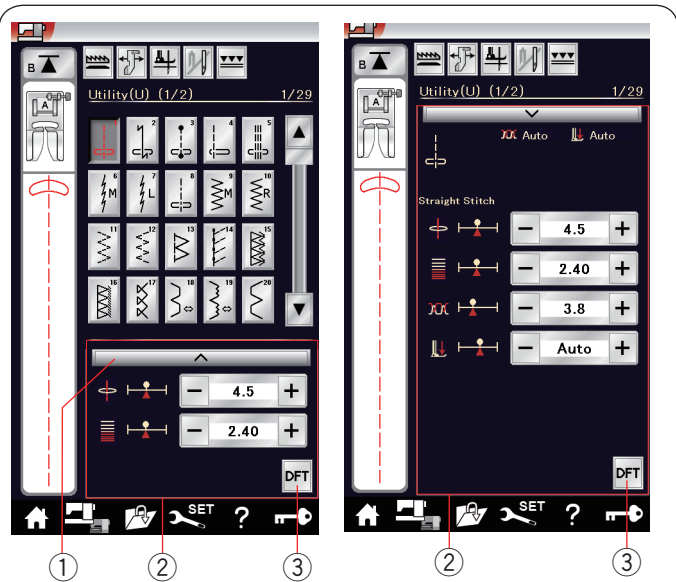 B
A
Utility(U) (1/2) 1/29
2 3 4 5
6 M 7 L 8 9 M 10 R
11 12 13 14 15
16 17 18 19 20
4.5
2.40
DFT
SET ?
① ② ③
B
A
Utility(U) (1/2) 1/29
Auto Auto
Straight Stitch
4.5
2.40
3.8
Auto
DFT
SET ?
② ③